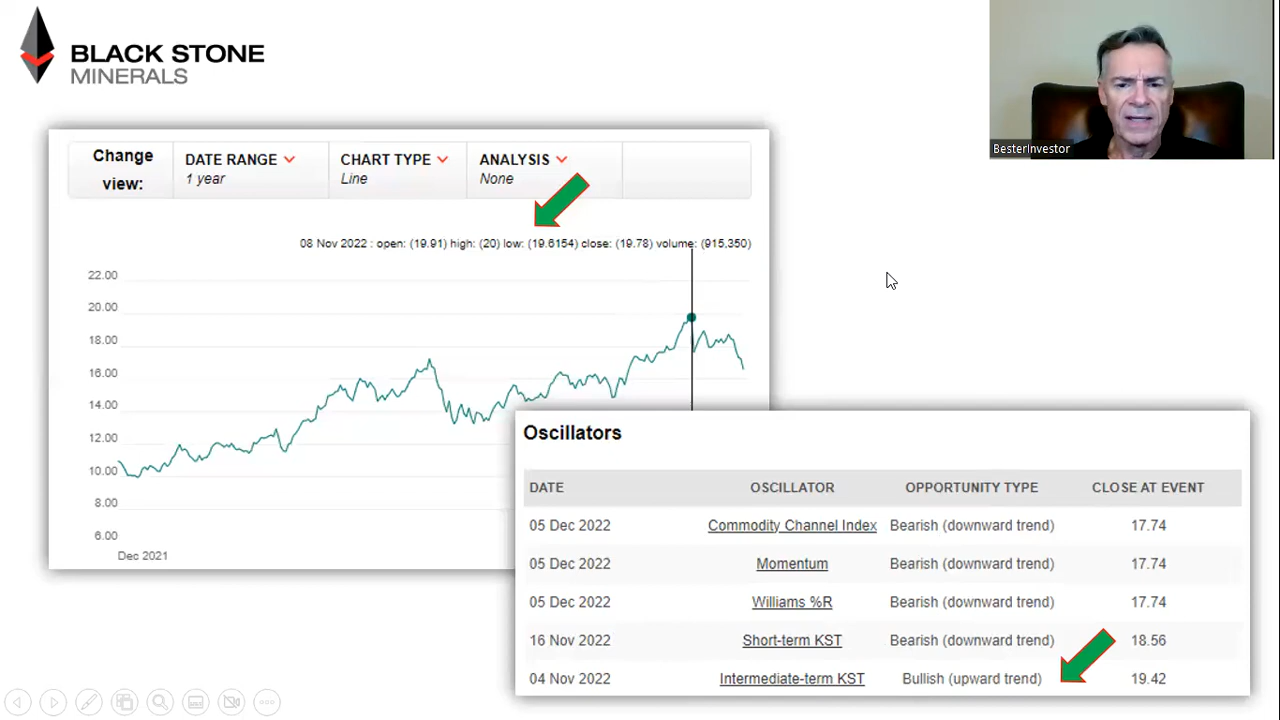 BLACK STONE
MINERALS
BesterInvestor
Change view:
DATE RANGE
1 year
CHART TYPE
Line
ANALYSIS
None
08 Nov 2022 : open: (19.91) high: (20) low: (19.6154) close: (19.78) volume: (915,350)
22.00
20.00
18.00
16.00
14.00
12.00
10.00
8.00
6.00
Dec 2021
Oscillators
DATE OSCILLATOR OPPORTUNITY TYPE CLOSE AT EVENT
05 Dec 2022 Commodity Channel Index Bearish (downward trend) 17.74
05 Dec 2022 Momentum Bearish (downward trend) 17.74
05 Dec 2022 Williams %R Bearish (downward trend) 17.74
16 Nov 2022 Short-term KST Bearish (downward trend) 18.56
04 Nov 2022 Intermediate-term KST Bullish (upward trend) 19.42